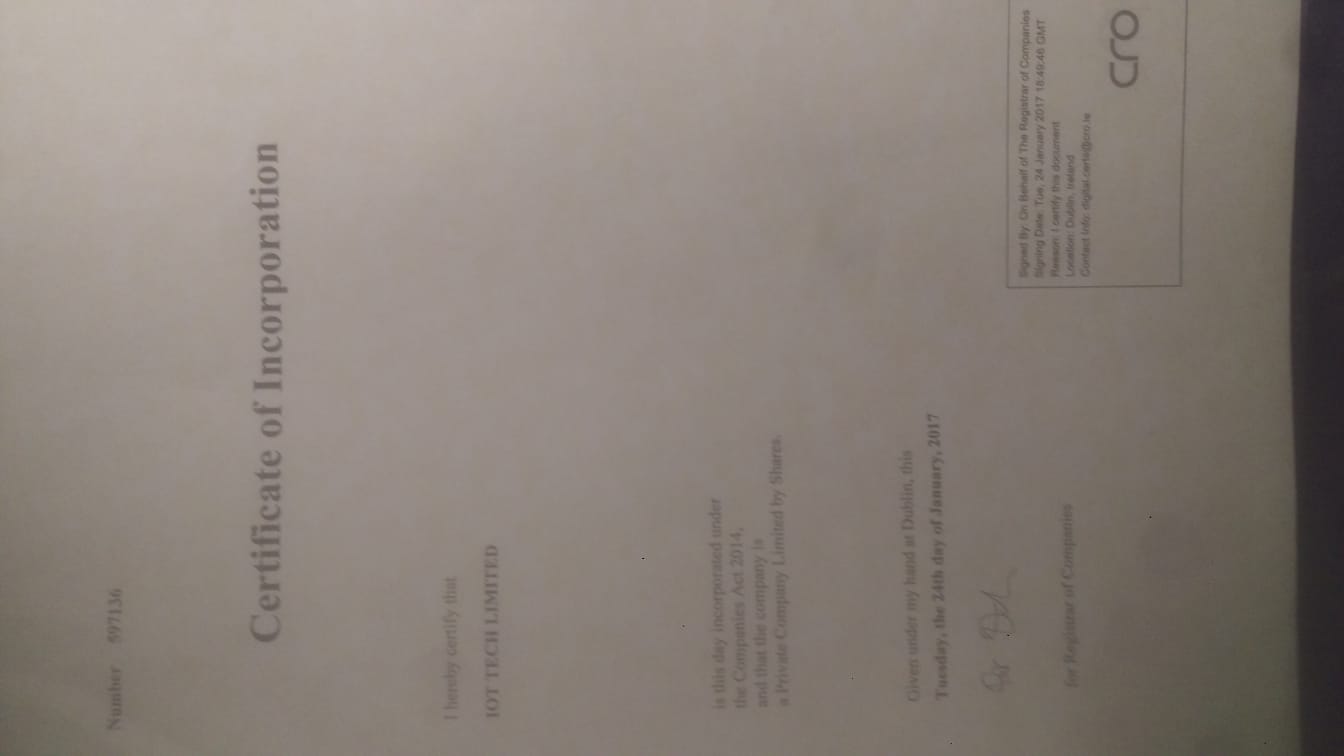 Number 597136
Certificate of Incorporation
I hereby certify that
IOT TECH LIMITED
is this day incorporated under
the Companies Act 2014,
and that the company is
a Private Company Limited by Shares.
Given under my hand at Dublin, this
Tuesday, the 24th day of January, 2017
for Registrar of Companies
Signed By: On Behalf of The Registrar of Companies
Signing Date: Tue, 24 January 2017 18:49:46 GMT
Reason: I certify this document
Location: Dublin, Ireland
Contact Info: digital.certs@cro.ie
cro